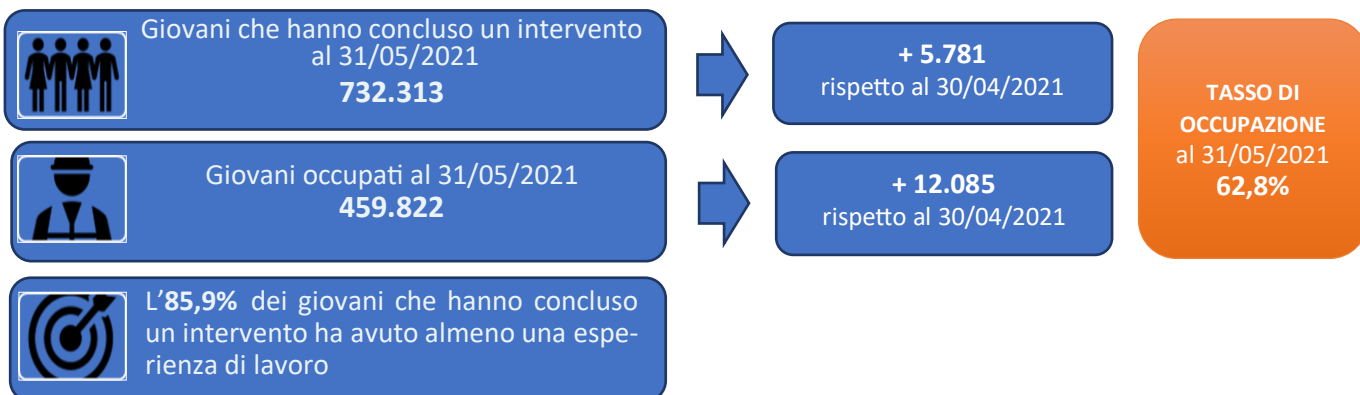 Giovani che hanno concluso un intervento
al 31/05/2021
732.313
+ 5.781
rispetto al 30/04/2021
Giovani occupati al 31/05/2021
459.822
+ 12.085
rispetto al 30/04/2021
TASSO DI
OCCUPAZIONE
al 31/05/2021
62,8%
L'85,9% dei giovani che hanno concluso
un intervento ha avuto almeno una espe-
rienza di lavoro